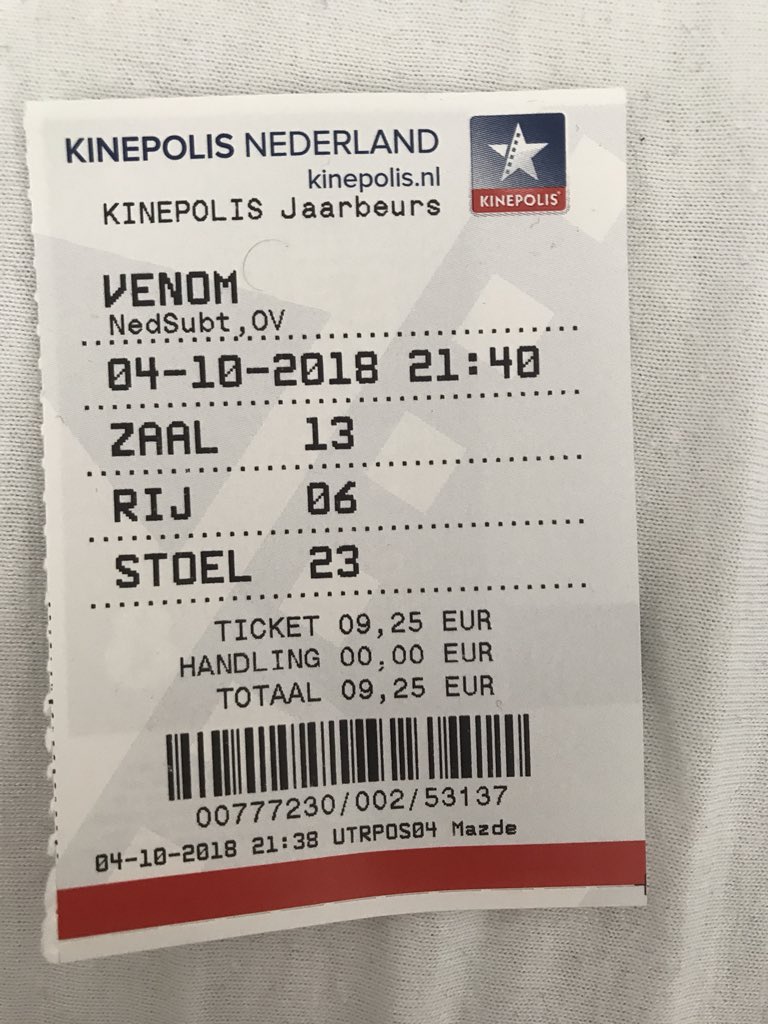 KINEPOLIS NEDERLAND
kinepolis.nl
KINEPOLIS Jaarbeurs
KINEPOLIS
VENOM
NedSubt,OV
04-10-2018 21:40
ZAAL 13
RIJ 06
STOEL 23
TICKET 09,25 EUR
HANDLING 00,00 EUR
TOTAAL 09,25 EUR
00777230/002/53137
04-10-2018 21:38 UTRPOS04 Mazde